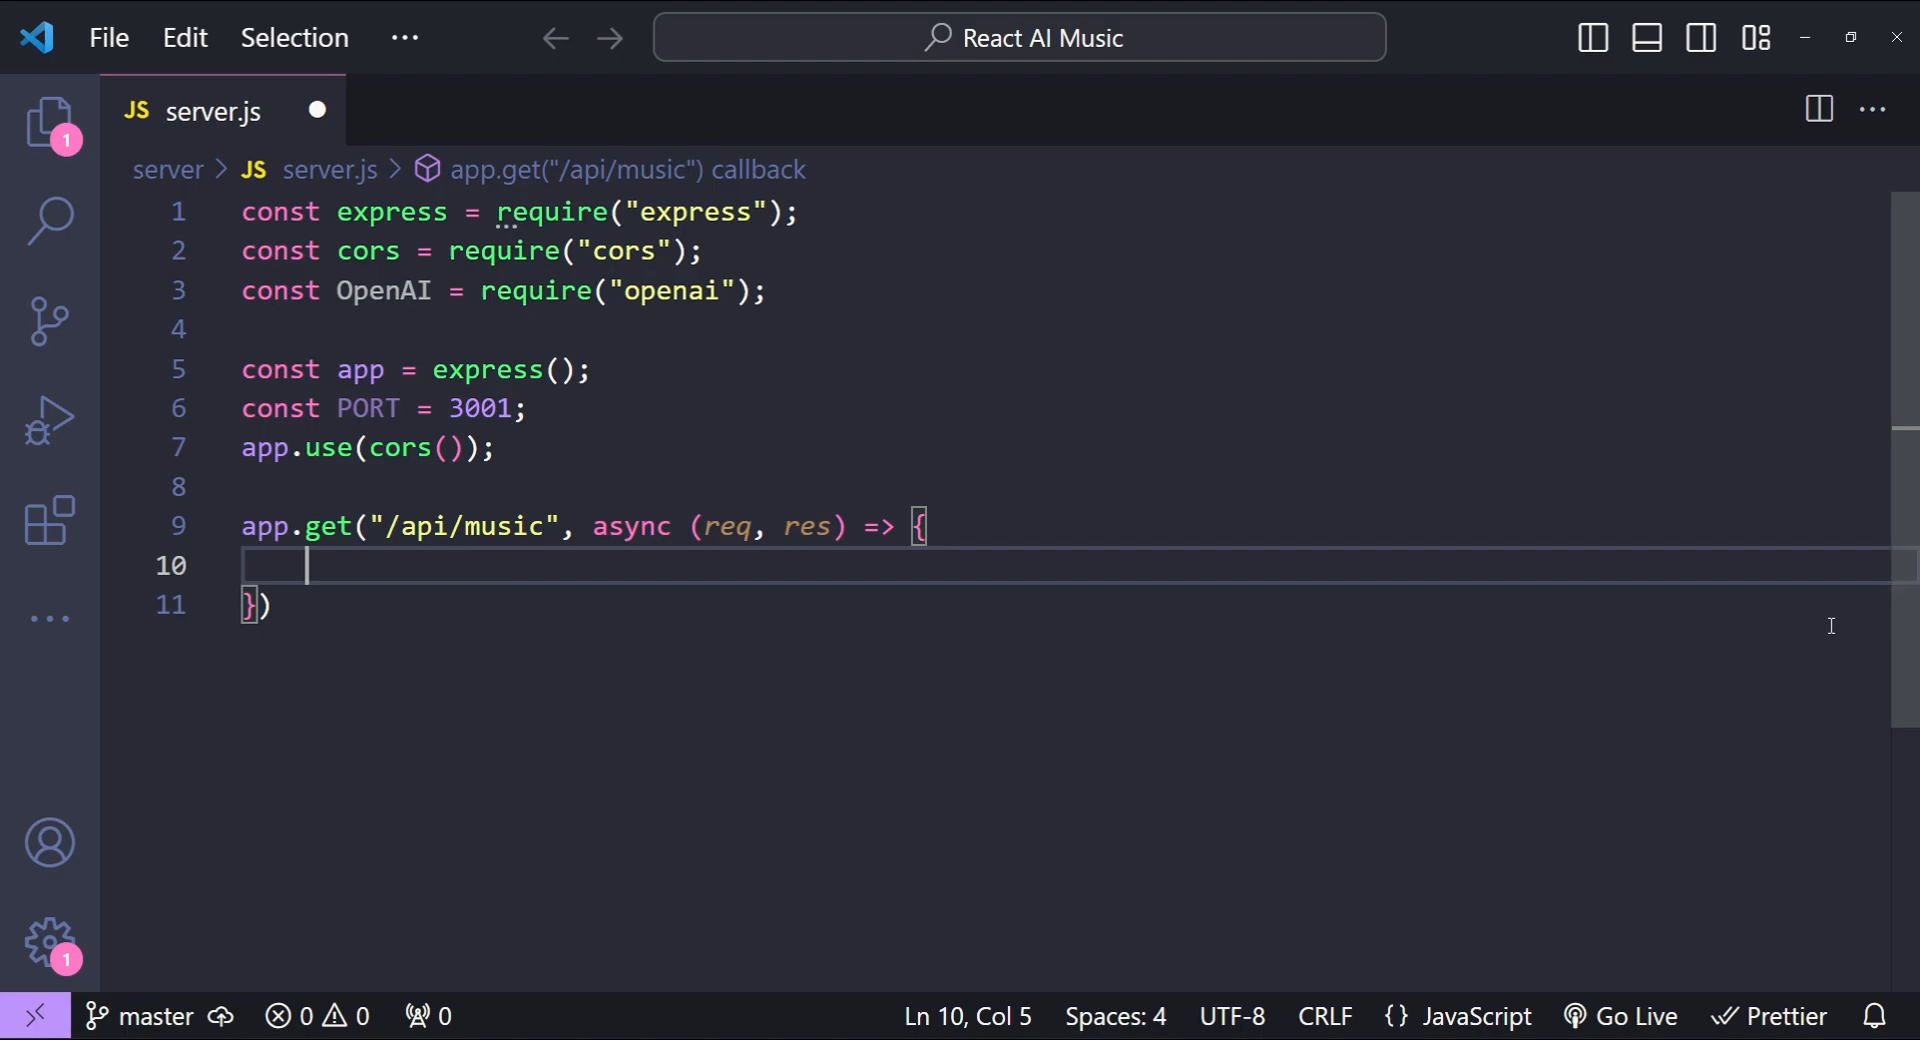 File Edit Selection ··· React AI Music
JS server.js
server > JS server.js > app.get("/api/music") callback
1 const express = require("express");
2 const cors = require("cors");
3 const OpenAI = require("openai");
4
5 const app = express();
6 const PORT = 3001;
7 app.use(cors());
8
9 app.get("/api/music", async (req, res) => {
10
11 })
1
1
master 0 0 0 Ln 10, Col 5 Spaces: 4 UTF-8 CRLF {} JavaScript Go Live Prettier